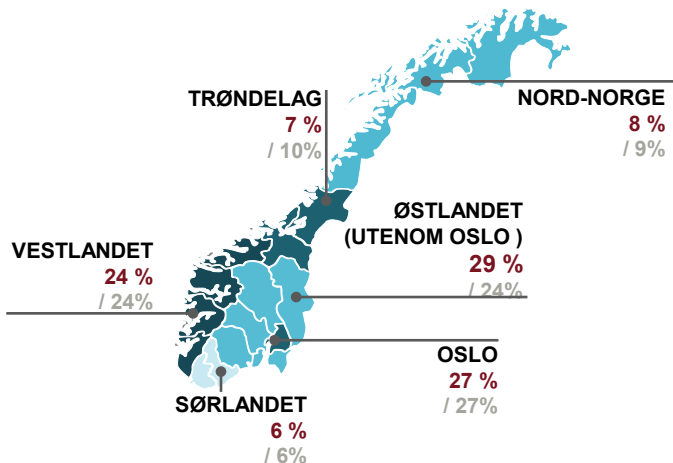 TRØNDELAG
7 %
/ 10%
NORD-NORGE
8 %
/ 9%
ØSTLANDET
(UTENOM OSLO )
29 %
/ 24%
VESTLANDET
24 %
/ 24%
OSLO
27 %
/ 27%
SØRLANDET
6 %
/ 6%